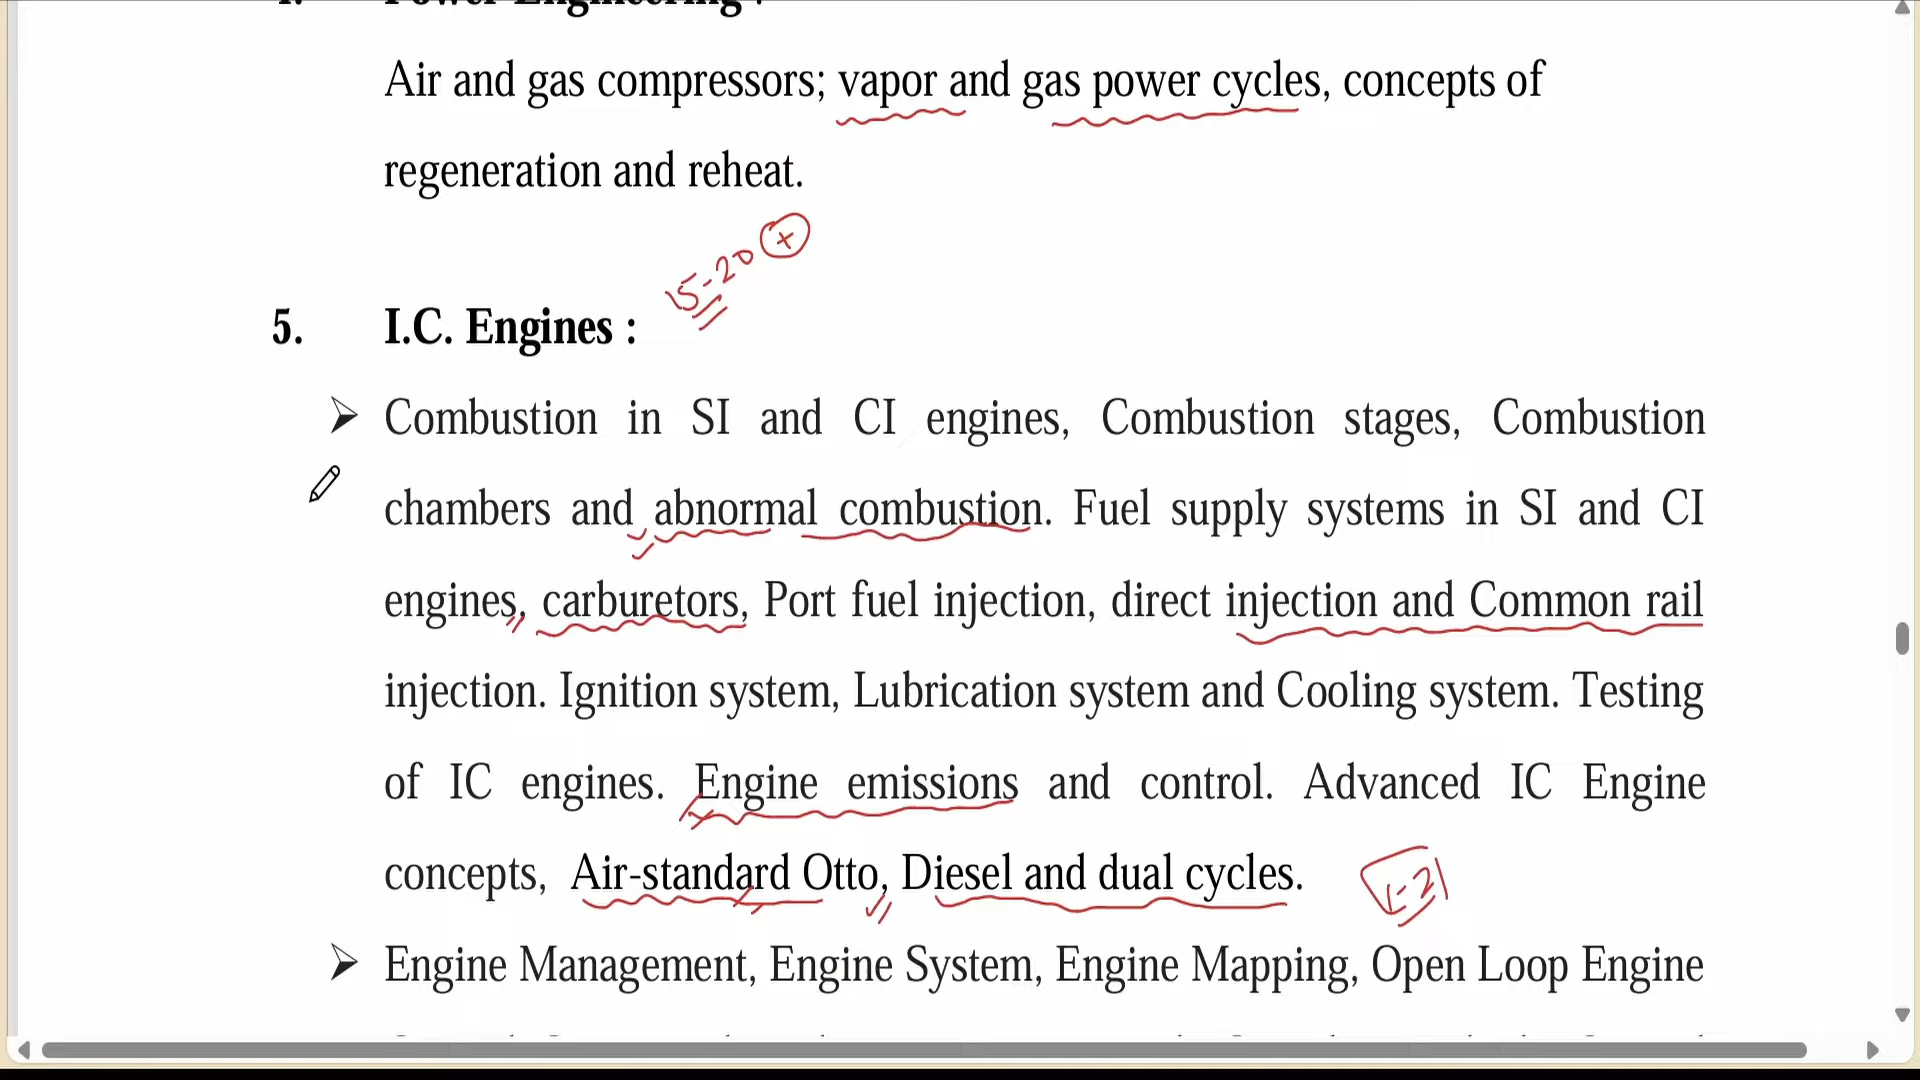 4. Power Engineering :
Air and gas compressors; vapor and gas power cycles, concepts of
regeneration and reheat.
15-20 +
5. I.C. Engines :
➢ Combustion in SI and CI engines, Combustion stages, Combustion
chambers and abnormal combustion. Fuel supply systems in SI and CI
engines, carburetors, Port fuel injection, direct injection and Common rail
injection. Ignition system, Lubrication system and Cooling system. Testing
of IC engines. Engine emissions and control. Advanced IC Engine
concepts, Air-standard Otto, Diesel and dual cycles.
➢ Engine Management, Engine System, Engine Mapping, Open Loop Engine